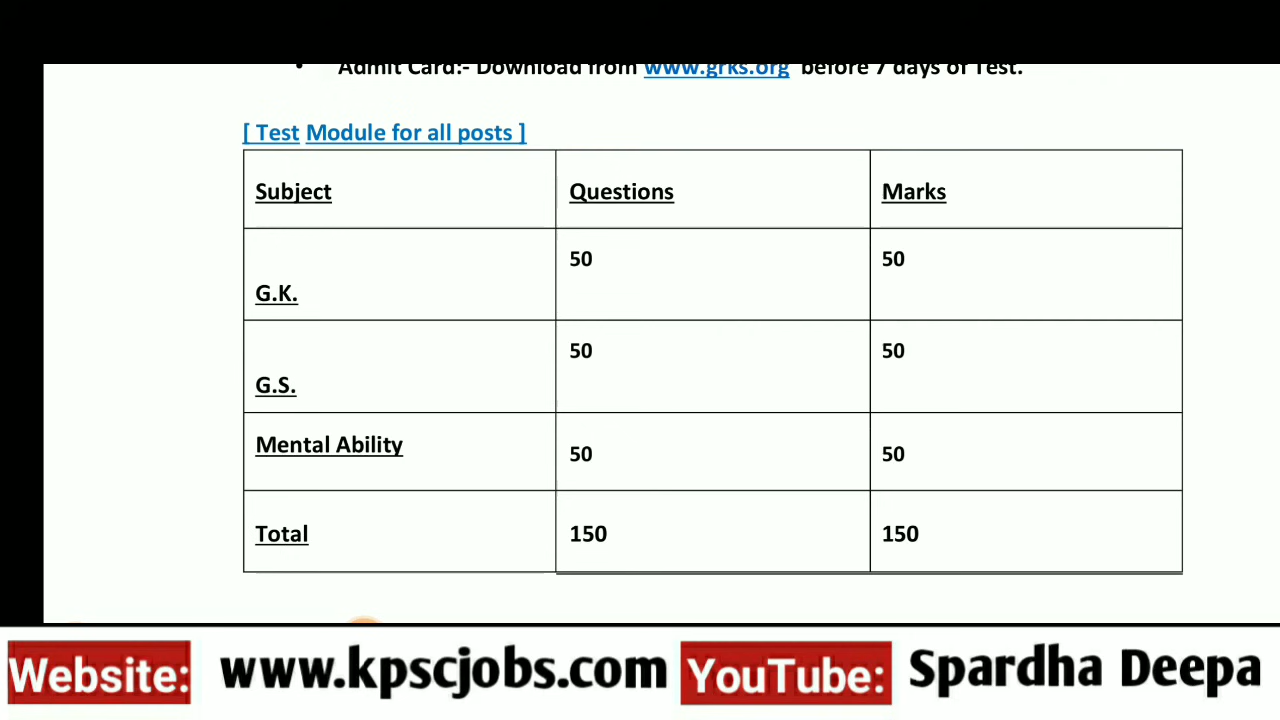 • Admit Card:- Download from www.grks.org before 7 days of Test.
[ Test Module for all posts ]
Subject Questions Marks
G.K. 50 50
G.S. 50 50
Mental Ability 50 50
Total 150 150
Website: www.kpscjobs.com YouTube: Spardha Deepa